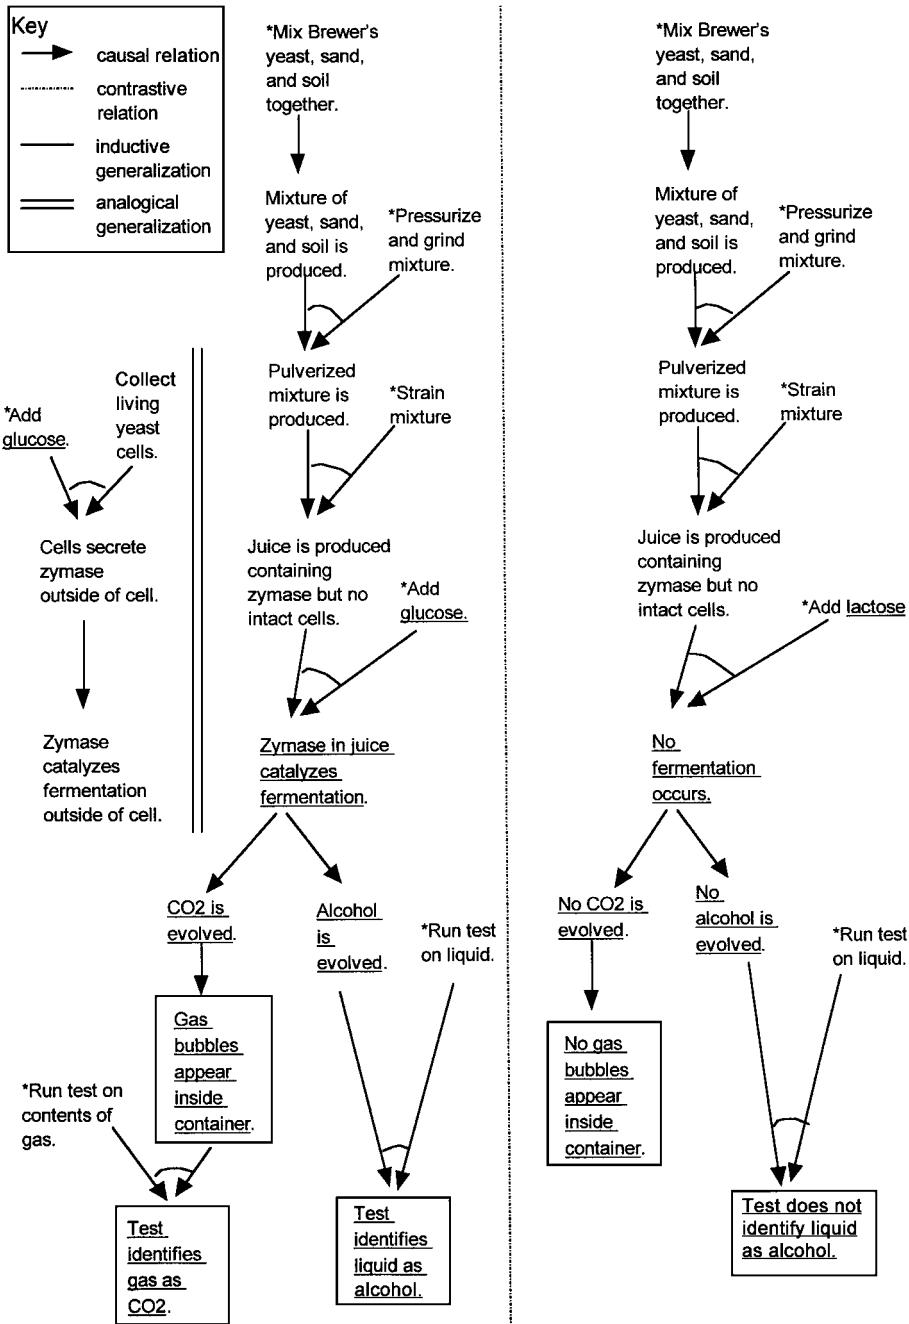 Key
causal relation
contrastive
relation
inductive
generalization
analogical
generalization
*Add
glucose.
Collect
living
yeast
cells.
Cells secrete
zymase
outside of cell.
Zymase
catalyzes
fermentation
outside of cell.
*Mix Brewer's
yeast, sand,
and soil
together.
Mixture of
yeast, sand,
and soil is
produced.
*Pressurize
and grind
mixture.
Pulverized
mixture is
produced.
*Strain
mixture
Juice is produced
containing
zymase but no
intact cells.
*Add
glucose.
Zymase in juice
catalyzes
fermentation.
CO2 is
evolved.
Alcohol
is
evolved.
*Run test
on liquid.
Gas
bubbles
appear
inside
container.
*Run test on
contents of
gas.
Test
identifies
gas as
CO2.
Test
identifies
liquid as
alcohol.
*Mix Brewer's
yeast, sand,
and soil
together.
Mixture of
yeast, sand,
and soil is
produced.
*Pressurize
and grind
mixture.
Pulverized
mixture is
produced.
*Strain
mixture
Juice is produced
containing
zymase but no
intact cells.
*Add lactose
No
fermentation
occurs.
No CO2 is
evolved.
No
alcohol is
evolved.
*Run test
on liquid.
No gas
bubbles
appear
inside
container.
Test does not
identify liquid
as alcohol.